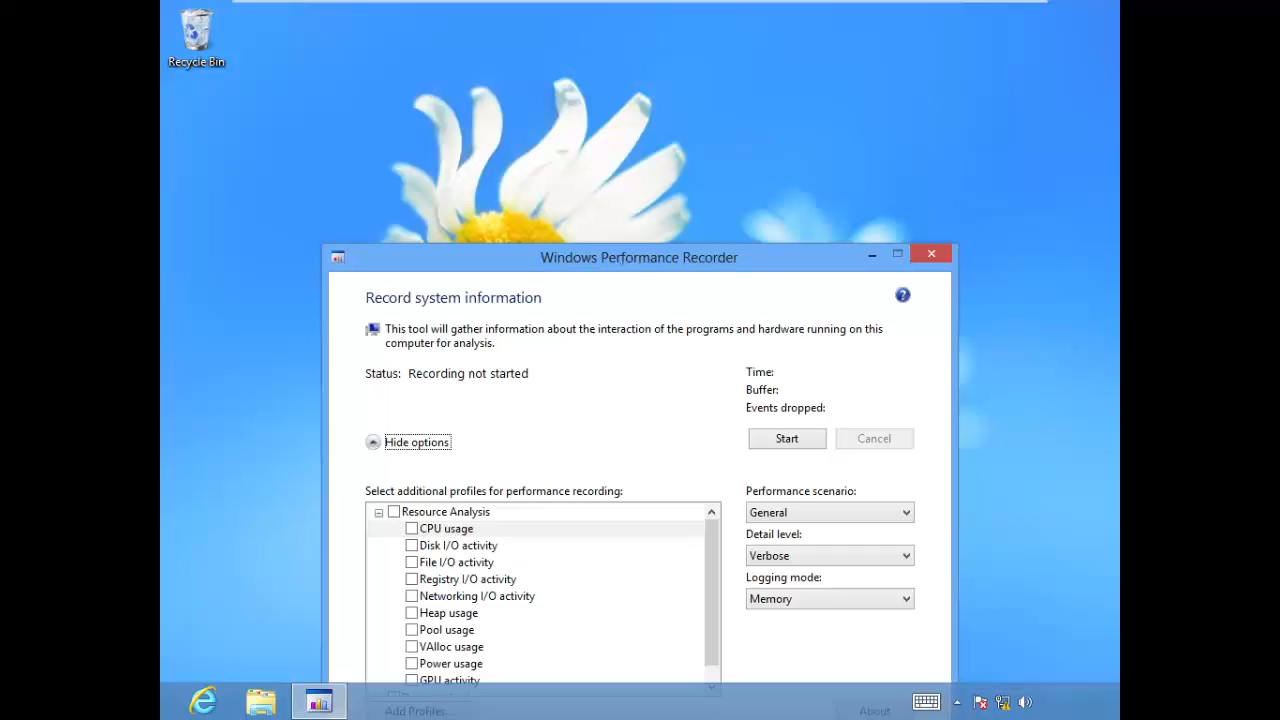 Recycle Bin
Windows Performance Recorder
Record system information
This tool will gather information about the interaction of the programs and hardware running on this
computer for analysis.
Status: Recording not started
Time:
Buffer:
Events dropped:
Hide options
Start
Cancel
Select additional profiles for performance recording:
Resource Analysis
CPU usage
Disk I/O activity
File I/O activity
Registry I/O activity
Networking I/O activity
Heap usage
Pool usage
VAlloc usage
Power usage
GPU activity
Performance scenario:
General
Detail level:
Verbose
Logging mode:
Memory
Add Profiles...
About